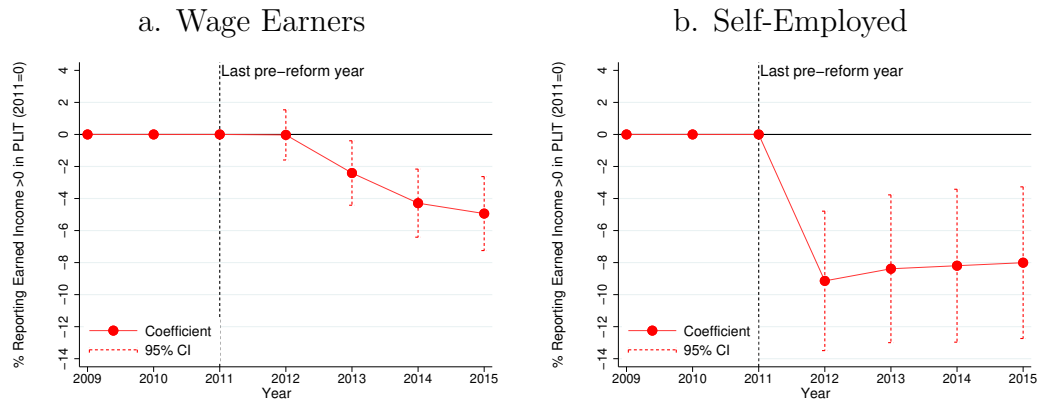 a. Wage Earners
% Reporting Earned Income >0 in PLIT (2011=0)
4
2
0
−2
−4
−6
−8
−10
−12
−14
Last pre−reform year
Coefficient
95% CI
2009 2010 2011 2012 2013 2014 2015
Year
b. Self-Employed
% Reporting Earned Income >0 in PLIT (2011=0)
4
2
0
−2
−4
−6
−8
−10
−12
−14
Last pre−reform year
Coefficient
95% CI
2009 2010 2011 2012 2013 2014 2015
Year